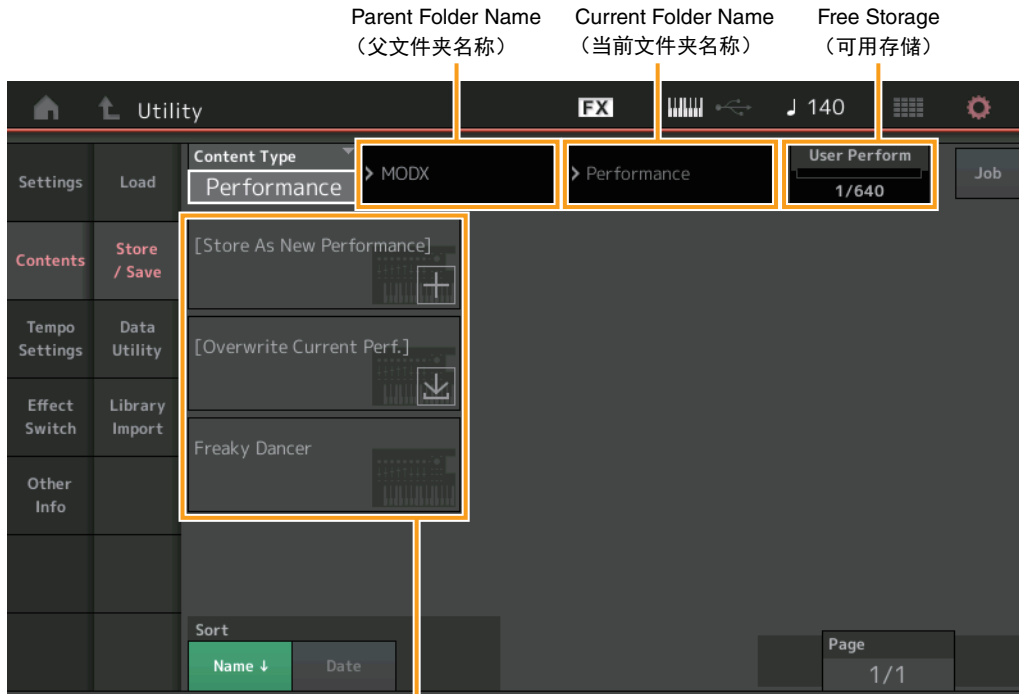 Parent Folder Name
（父文件夹名称）
Current Folder Name
（当前文件夹名称）
Free Storage
（可用存储）
Utility
FX
♩ 140
Settings
Load
Content Type
Performance
> MODX
> Performance
User Perform
1/640
Job
Contents
Store
/ Save
[Store As New Performance]
Tempo
Settings
Data
Utility
[Overwrite Current Perf.]
Effect
Switch
Library
Import
Freaky Dancer
Other
Info
Sort
Name ↓
Date
Page
1/1